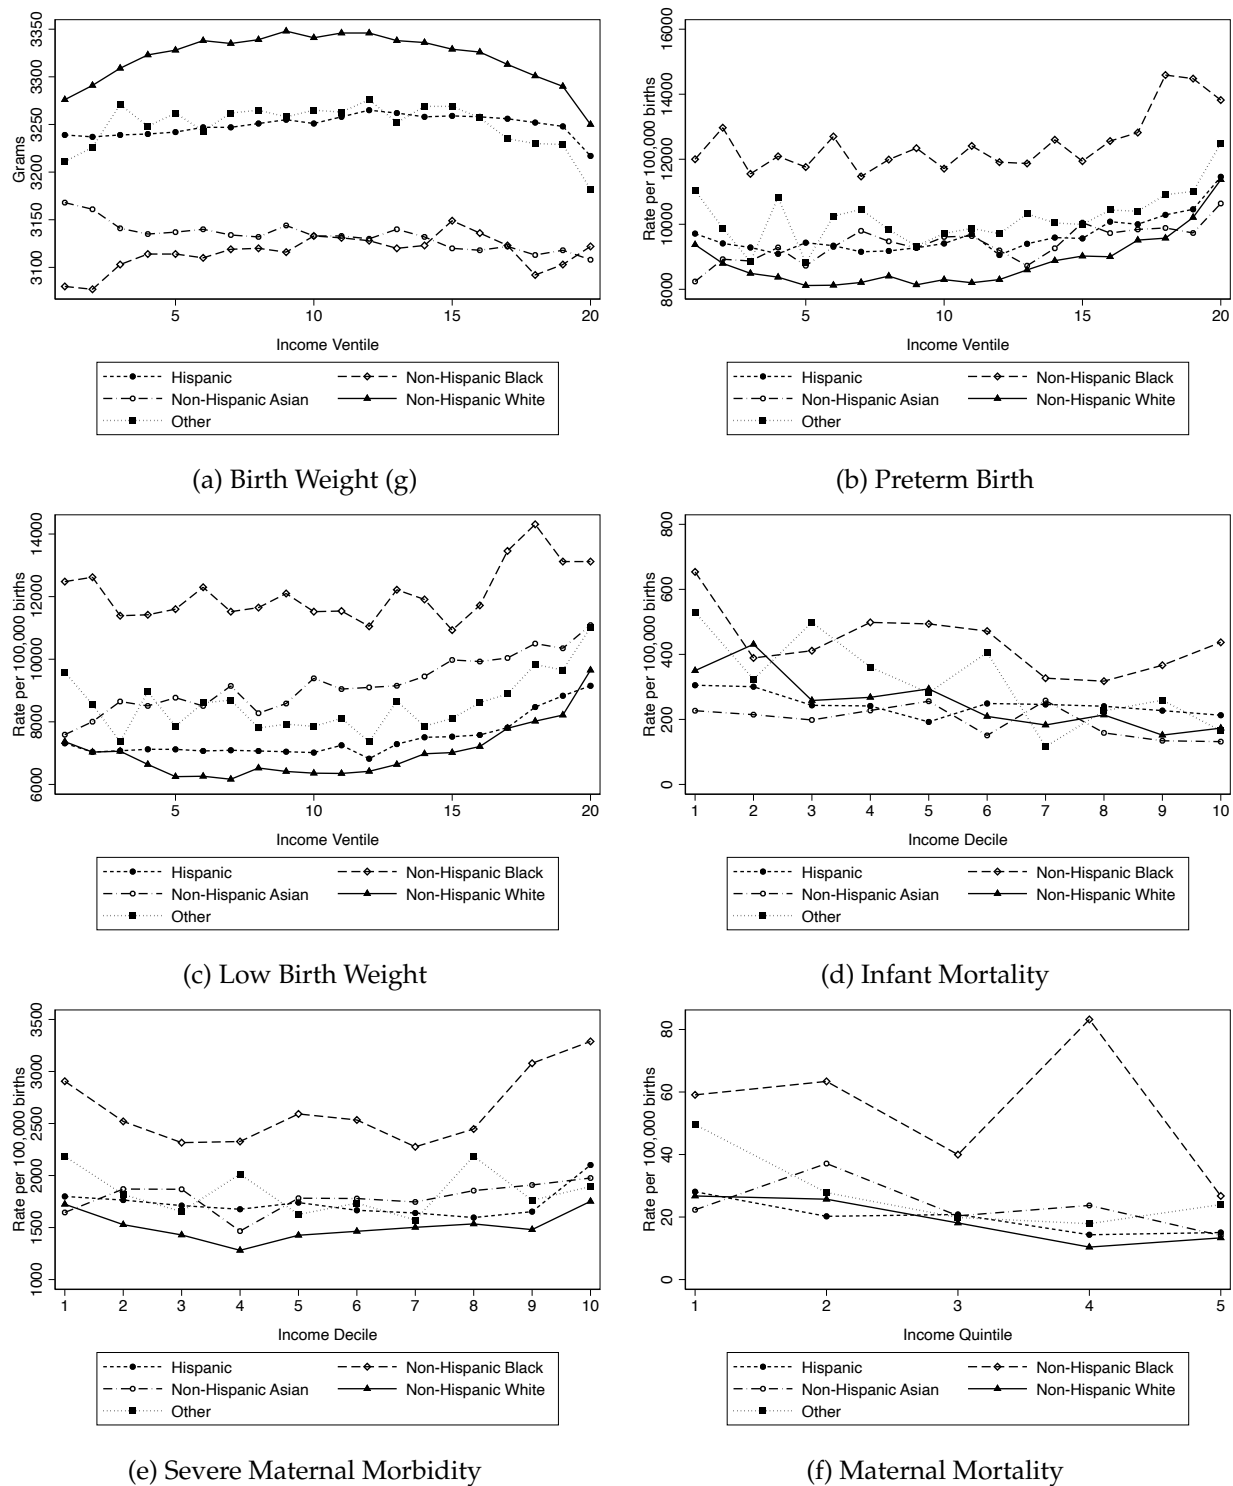 3350
3300
3250
3200
3150
3100
Grams
5 10 15 20
Income Ventile
Hispanic
Non-Hispanic Black
Non-Hispanic Asian
Non-Hispanic White
Other
(a) Birth Weight (g)
16000
14000
12000
10000
8000
Rate per 100,000 births
5 10 15 20
Income Ventile
Hispanic
Non-Hispanic Black
Non-Hispanic Asian
Non-Hispanic White
Other
(b) Preterm Birth
14000
12000
10000
8000
6000
Rate per 100,000 births
5 10 15 20
Income Ventile
Hispanic
Non-Hispanic Black
Non-Hispanic Asian
Non-Hispanic White
Other
(c) Low Birth Weight
800
600
400
200
0
Rate per 100,000 births
1 2 3 4 5 6 7 8 9 10
Income Decile
Hispanic
Non-Hispanic Black
Non-Hispanic Asian
Non-Hispanic White
Other
(d) Infant Mortality
3500
3000
2500
2000
1500
1000
Rate per 100,000 births
1 2 3 4 5 6 7 8 9 10
Income Decile
Hispanic
Non-Hispanic Black
Non-Hispanic Asian
Non-Hispanic White
Other
(e) Severe Maternal Morbidity
80
60
40
20
0
Rate per 100,000 births
1 2 3 4 5
Income Quintile
Hispanic
Non-Hispanic Black
Non-Hispanic Asian
Non-Hispanic White
Other
(f) Maternal Mortality